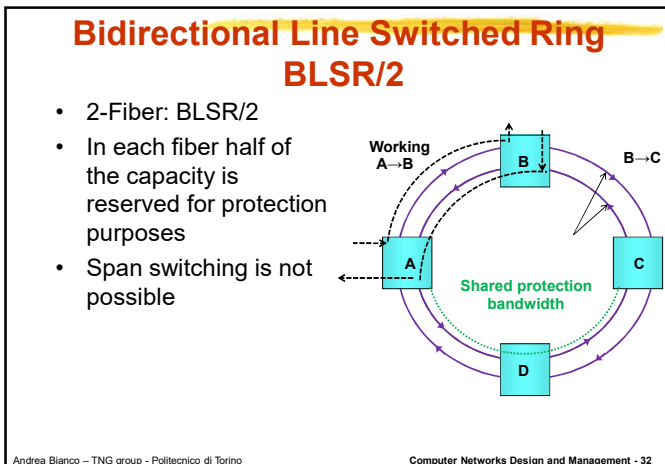 Bidirectional Line Switched Ring
BLSR/2
• 2-Fiber: BLSR/2
• In each fiber half of
the capacity is
reserved for protection
purposes
• Span switching is not
possible
Working
A→B
B
B→C
A
C
Shared protection
bandwidth
D
Andrea Bianco – TNG group - Politecnico di Torino
Computer Networks Design and Management - 32